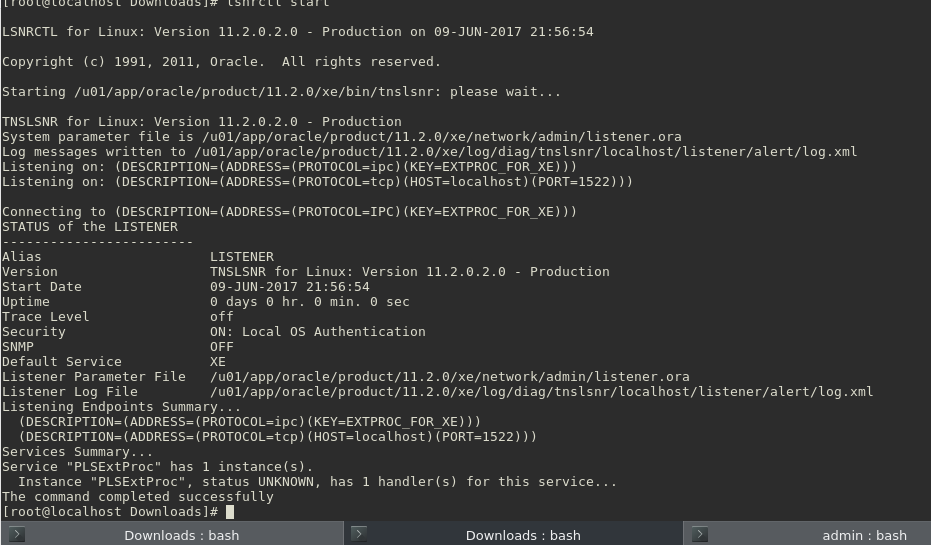 [root@localhost Downloads]# lsnrctl start
LSNRCTL for Linux: Version 11.2.0.2.0 - Production on 09-JUN-2017 21:56:54
Copyright (c) 1991, 2011, Oracle.  All rights reserved.
Starting /u01/app/oracle/product/11.2.0/xe/bin/tnslsnr: please wait...
TNSLSNR for Linux: Version 11.2.0.2.0 - Production
System parameter file is /u01/app/oracle/product/11.2.0/xe/network/admin/listener.ora
Log messages written to /u01/app/oracle/product/11.2.0/xe/log/diag/tnslsnr/localhost/listener/alert/log.xml
Listening on: (DESCRIPTION=(ADDRESS=(PROTOCOL=ipc)(KEY=EXTPROC_FOR_XE)))
Listening on: (DESCRIPTION=(ADDRESS=(PROTOCOL=tcp)(HOST=localhost)(PORT=1522)))
Connecting to (DESCRIPTION=(ADDRESS=(PROTOCOL=IPC)(KEY=EXTPROC_FOR_XE)))
STATUS of the LISTENER
------------------------
Alias                     LISTENER
Version                   TNSLSNR for Linux: Version 11.2.0.2.0 - Production
Start Date                09-JUN-2017 21:56:54
Uptime                    0 days 0 hr. 0 min. 0 sec
Trace Level               off
Security                  ON: Local OS Authentication
SNMP                      OFF
Default Service           XE
Listener Parameter File   /u01/app/oracle/product/11.2.0/xe/network/admin/listener.ora
Listener Log File         /u01/app/oracle/product/11.2.0/xe/log/diag/tnslsnr/localhost/listener/alert/log.xml
Listening Endpoints Summary...
  (DESCRIPTION=(ADDRESS=(PROTOCOL=ipc)(KEY=EXTPROC_FOR_XE)))
  (DESCRIPTION=(ADDRESS=(PROTOCOL=tcp)(HOST=localhost)(PORT=1522)))
Services Summary...
Service "PLSExtProc" has 1 instance(s).
  Instance "PLSExtProc", status UNKNOWN, has 1 handler(s) for this service...
The command completed successfully
[root@localhost Downloads]#
Downloads : bash
Downloads : bash
admin : bash